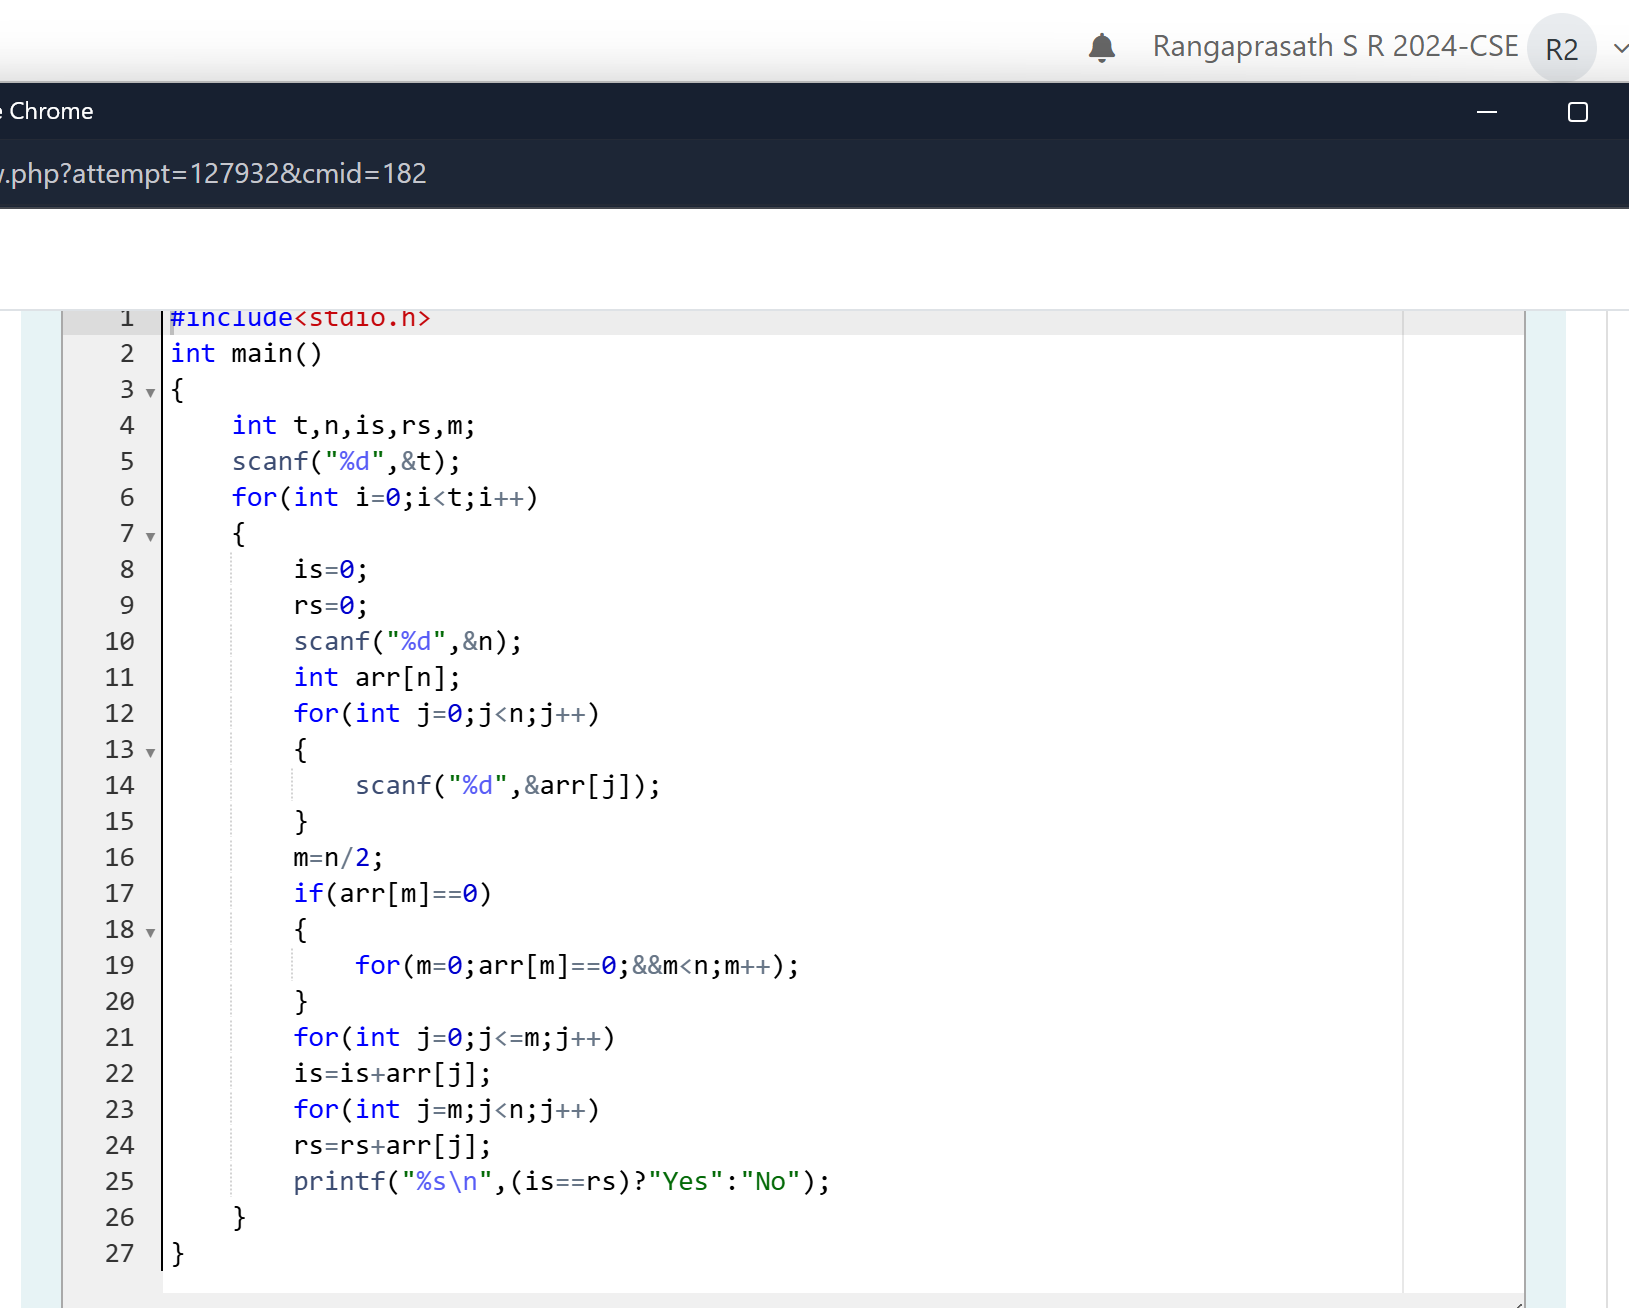 Rangaprasath S R 2024-CSE R2
Chrome
.php?attempt=127932&cmid=182
1 #include<stdio.h>
2 int main()
3 {
4     int t,n,is,rs,m;
5     scanf("%d",&t);
6     for(int i=0;i<t;i++)
7     {
8         is=0;
9         rs=0;
10         scanf("%d",&n);
11         int arr[n];
12         for(int j=0;j<n;j++)
13         {
14             scanf("%d",&arr[j]);
15         }
16         m=n/2;
17         if(arr[m]==0)
18         {
19             for(m=0;arr[m]==0;&&m<n;m++);
20         }
21         for(int j=0;j<=m;j++)
22         is=is+arr[j];
23         for(int j=m;j<n;j++)
24         rs=rs+arr[j];
25         printf("%s\n",(is==rs)?"Yes":"No");
26     }
27 }